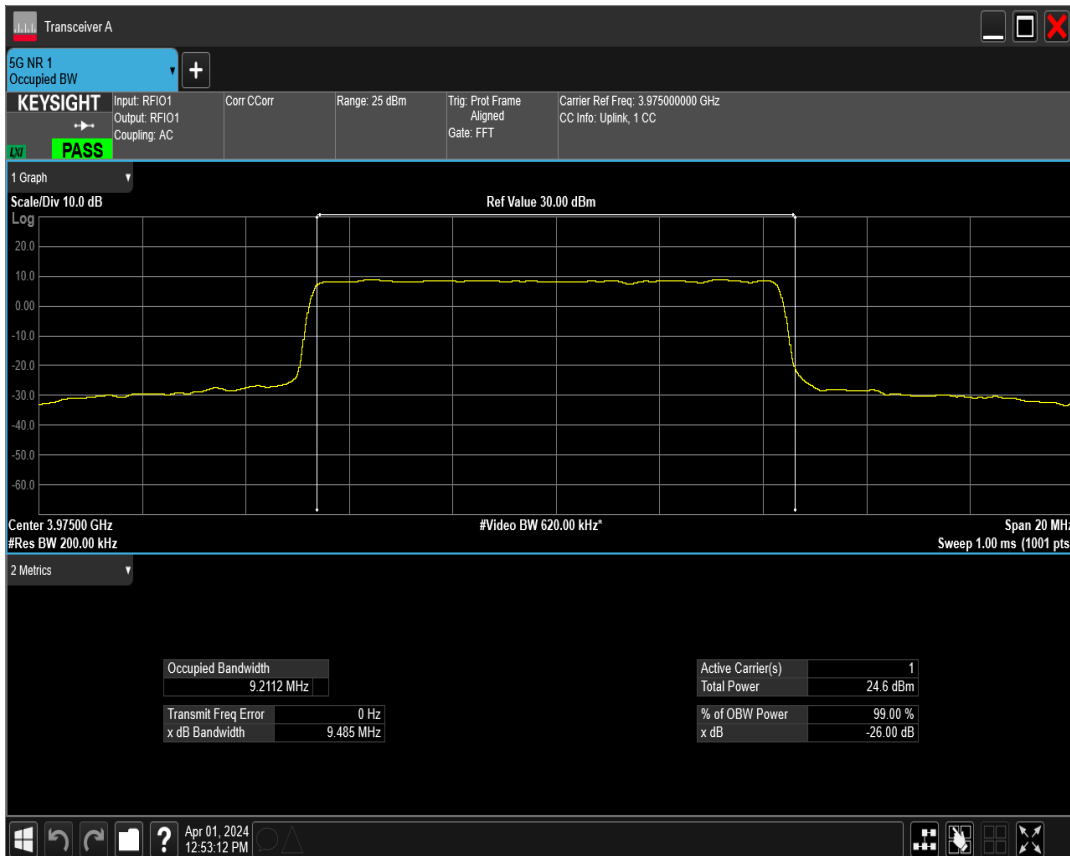 Transceiver A
5G NR 1
Occupied BW
+
KEYSIGHT
LXI
PASS
Input: RFIO1
Output: RFIO1
Coupling: AC
Corr CCorr
Range: 25 dBm
Trig: Prot Frame
Aligned
Gate: FFT
Carrier Ref Freq: 3.975000000 GHz
CC Info: Uplink, 1 CC
1 Graph
Scale/Div 10.0 dB
Ref Value 30.00 dBm
Log
20.0
10.0
0.00
-10.0
-20.0
-30.0
-40.0
-50.0
-60.0
Center 3.97500 GHz
#Video BW 620.00 kHz*
Span 20 MHz
#Res BW 200.00 kHz
Sweep 1.00 ms (1001 pts
2 Metrics
Occupied Bandwidth
9.2112 MHz
Transmit Freq Error 0 Hz
x dB Bandwidth 9.485 MHz
Active Carrier(s) 1
Total Power 24.6 dBm
% of OBW Power 99.00 %
x dB -26.00 dB
?
Apr 01, 2024
12:53:12 PM